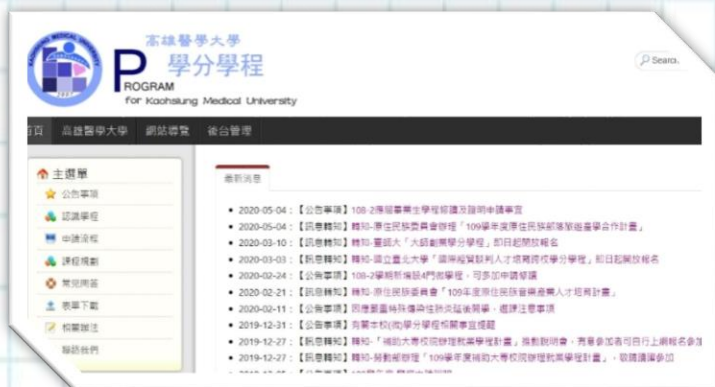 KAOHSIUNG MEDICAL UNIVERSITY
1957
高雄醫學大學
學分學程
PROGRAM
for Kaohsiung Medical University
Search.
首頁 高雄醫學大學 網站導覽 後台管理
主選單
公告事項
認識學程
申請流程
課程規劃
常見問答
表單下載
相關辦法
聯絡我們
最新消息
2020-05-04：【公告事項】108-2應屆畢業生學程修讀及證明申請事宜
2020-05-04：【訊息轉知】轉知-原住民族委員會辦理「109學年度原住民族部落旅遊產學合作計畫」
2020-03-10：【訊息轉知】轉知-臺師大「大師創業學分學程」即日起開放報名
2020-03-03：【訊息轉知】轉知-國立臺北大學「國際經貿談判人才培育跨校學分學程」即日起開放報名
2020-02-24：【公告事項】108-2學期新增設4門微學程，可多加申請修讀
2020-02-21：【訊息轉知】轉知-原住民族委員會「109年度原住民族音樂產業人才培育計畫」
2020-02-11：【公告事項】因應嚴重特殊傳染性肺炎延後開學，選課注意事項
2019-12-31：【公告事項】有關本校(微)學分學程相關事宜提醒
2019-12-27：【訊息轉知】轉知-「補助大專校院辦理就業學程計畫」推動說明會，有意參加者可自行上網報名參加
2019-12-27：【訊息轉知】轉知-勞動部辦理「109學年度補助大專校院辦理就業學程計畫」，敬請踴躍參加